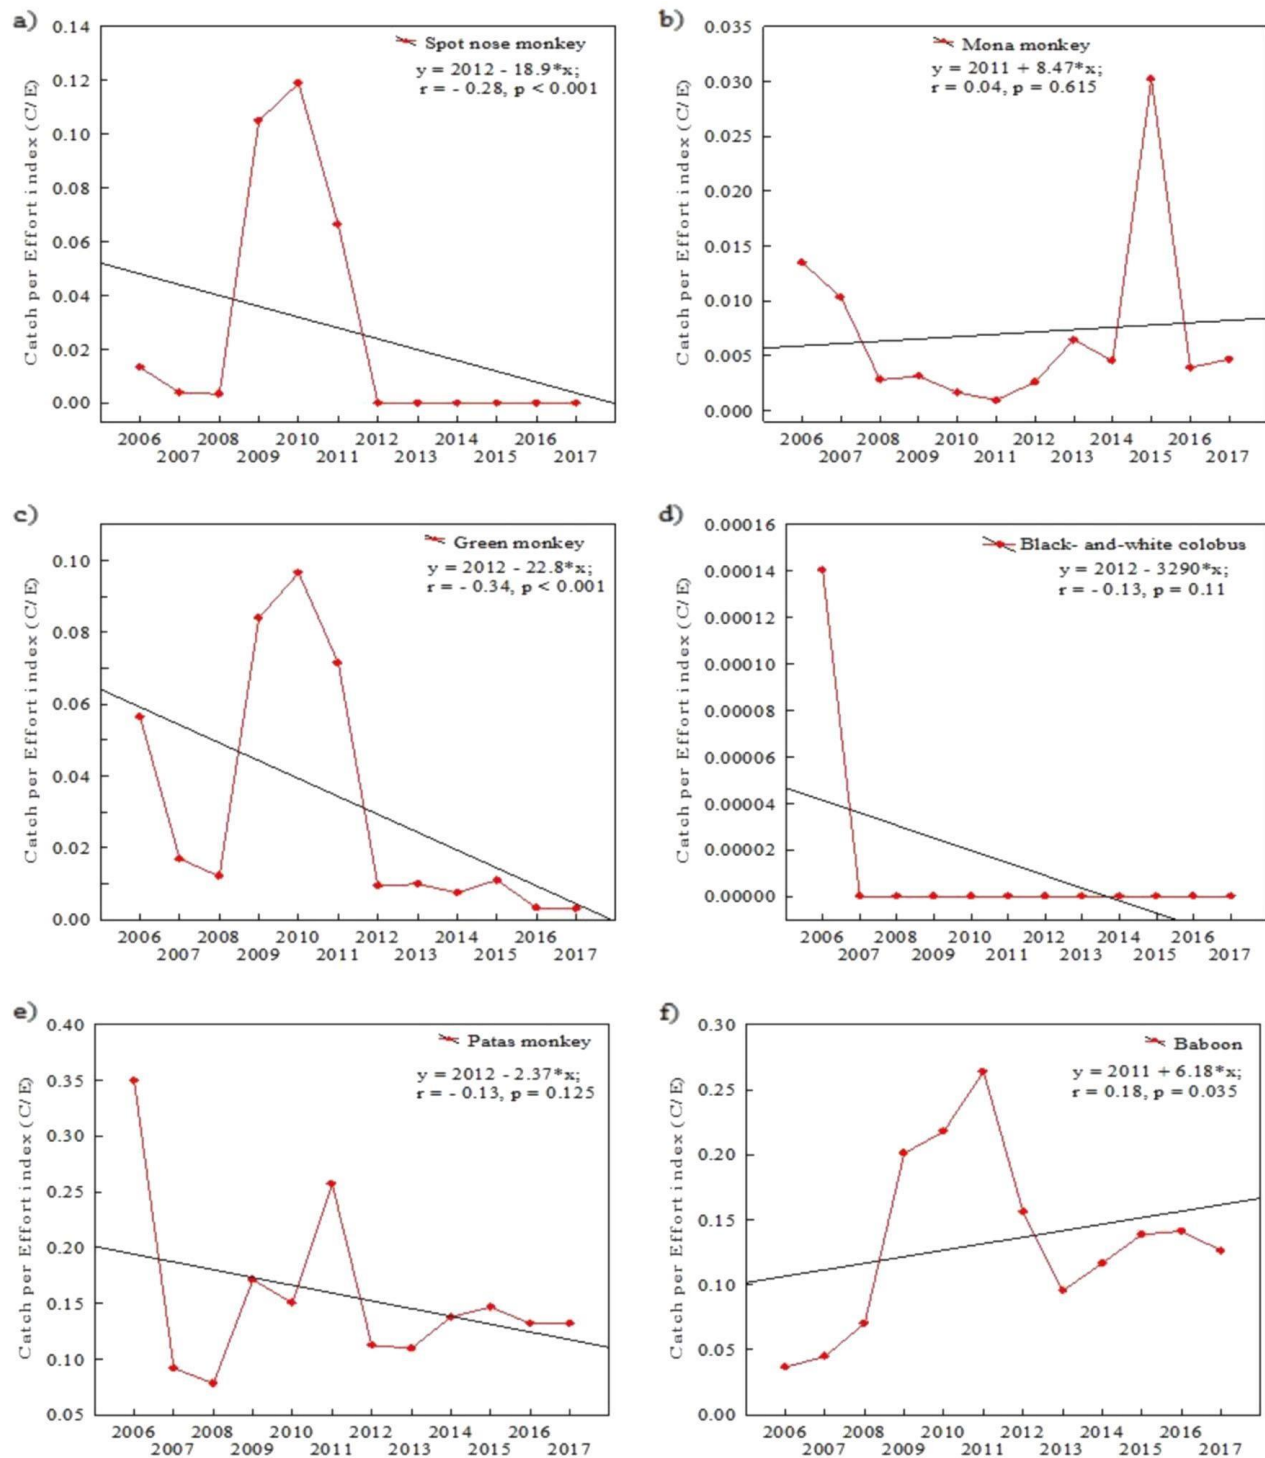 a)
Catch per Effort index (C/E)
0.14
0.12
0.10
0.08
0.06
0.04
0.02
0.00
Spot nose monkey
y = 2012 - 18.9*x;
r = - 0.28, p < 0.001
2006 2008 2010 2012 2014 2016
2007 2009 2011 2013 2015 2017
b)
Catch per Effort index (C/E)
0.035
0.030
0.025
0.020
0.015
0.010
0.005
0.000
Mona monkey
y = 2011 + 8.47*x;
r = 0.04, p = 0.615
2006 2008 2010 2012 2014 2016
2007 2009 2011 2013 2015 2017
c)
Catch per Effort index (C/E)
0.10
0.08
0.06
0.04
0.02
0.00
Green monkey
y = 2012 - 22.8*x;
r = - 0.34, p < 0.001
2006 2008 2010 2012 2014 2016
2007 2009 2011 2013 2015 2017
d)
Catch per Effort index (C/E)
0.00016
0.00014
0.00012
0.00010
0.00008
0.00006
0.00004
0.00002
0.00000
Black- and-white colobus
y = 2012 - 3290*x;
r = - 0.13, p = 0.11
2006 2008 2010 2012 2014 2016
2007 2009 2011 2013 2015 2017
e)
Catch per Effort index (C/E)
0.40
0.35
0.30
0.25
0.20
0.15
0.10
0.05
Patas monkey
y = 2012 - 2.37*x;
r = - 0.13, p = 0.125
2006 2008 2010 2012 2014 2016
2007 2009 2011 2013 2015 2017
f)
Catch per Effort index (C/E)
0.30
0.25
0.20
0.15
0.10
0.05
0.00
Baboon
y = 2011 + 6.18*x;
r = 0.18, p = 0.035
2006 2008 2010 2012 2014 2016
2007 2009 2011 2013 2015 2017